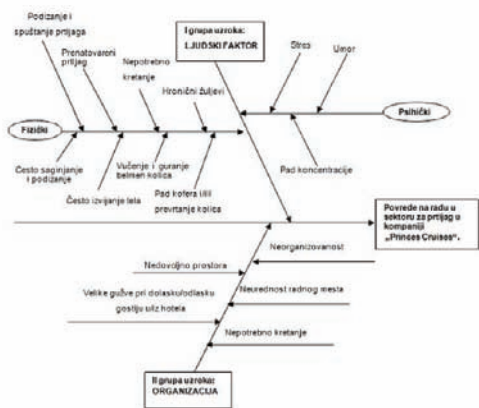 Podizanje i
spuštanje prtljaga
Prenatovareni
prtljag
Nepotrebno
kretanje
Hronični žuljevi
I grupa uzroka:
LJUDSKI FAKTOR
Stres
Umor
Fizički
Psihički
Često saginjanje
i podizanje
Često izvijanje tela
Vučenje i guranje
belmen kolica
Pad kofera i/ili
prevrtanje kolica
Pad koncentracije
Povrede na radu u
sektoru za prtljag u
kompaniji
„Princes Cruises“.
Neorganizovanost
Nedovoljno prostora
Velike gužve pri dolasku/odlasku
gostiju u/iz hotela
Neurednost radnog mesta
Nepotrebno kretanje
II grupa uzroka:
ORGANIZACIJA